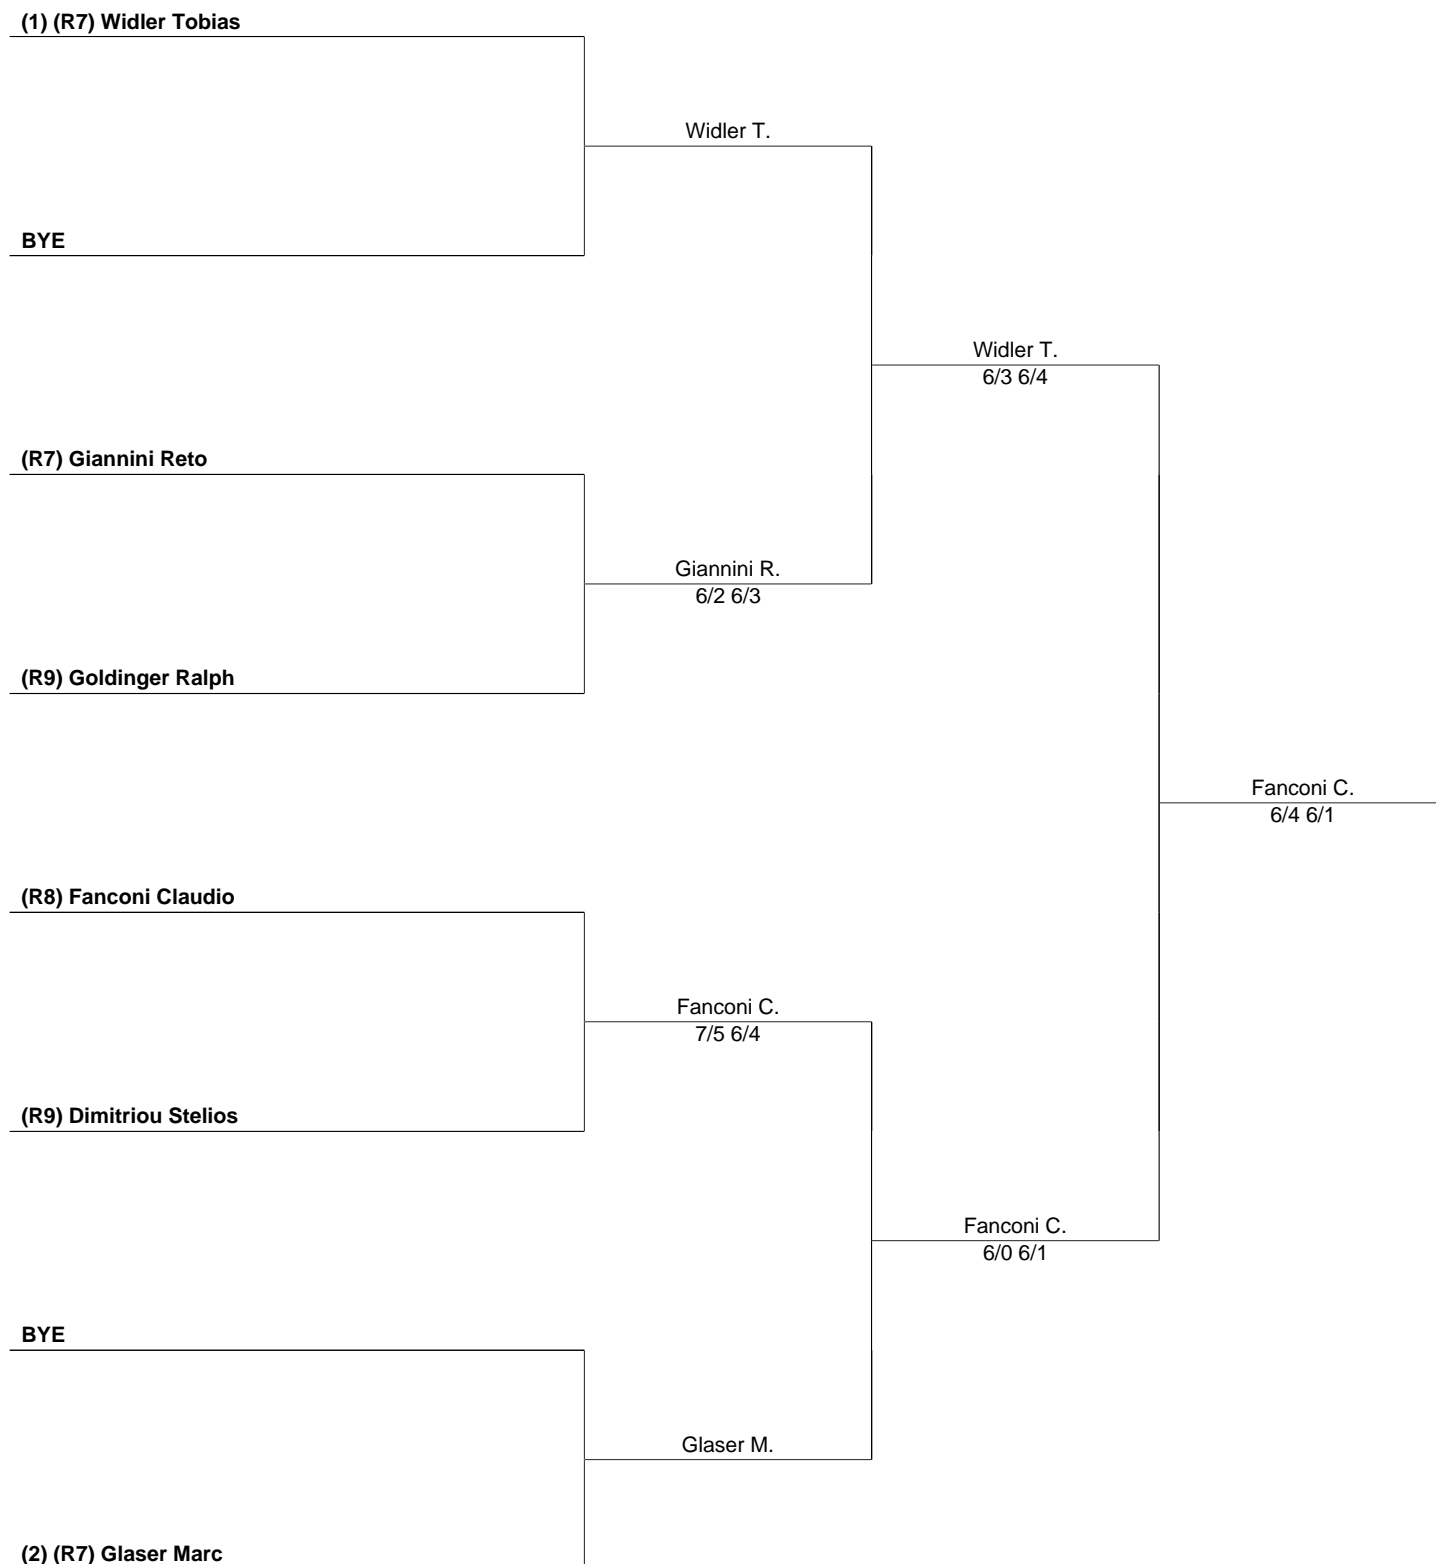 (1) (R7) Widler Tobias
Widler T.
BYE
Widler T.
6/3 6/4
(R7) Giannini Reto
Giannini R.
6/2 6/3
(R9) Goldinger Ralph
Fanconi C.
6/4 6/1
(R8) Fanconi Claudio
Fanconi C.
7/5 6/4
(R9) Dimitriou Stelios
Fanconi C.
6/0 6/1
BYE
Glaser M.
(2) (R7) Glaser Marc